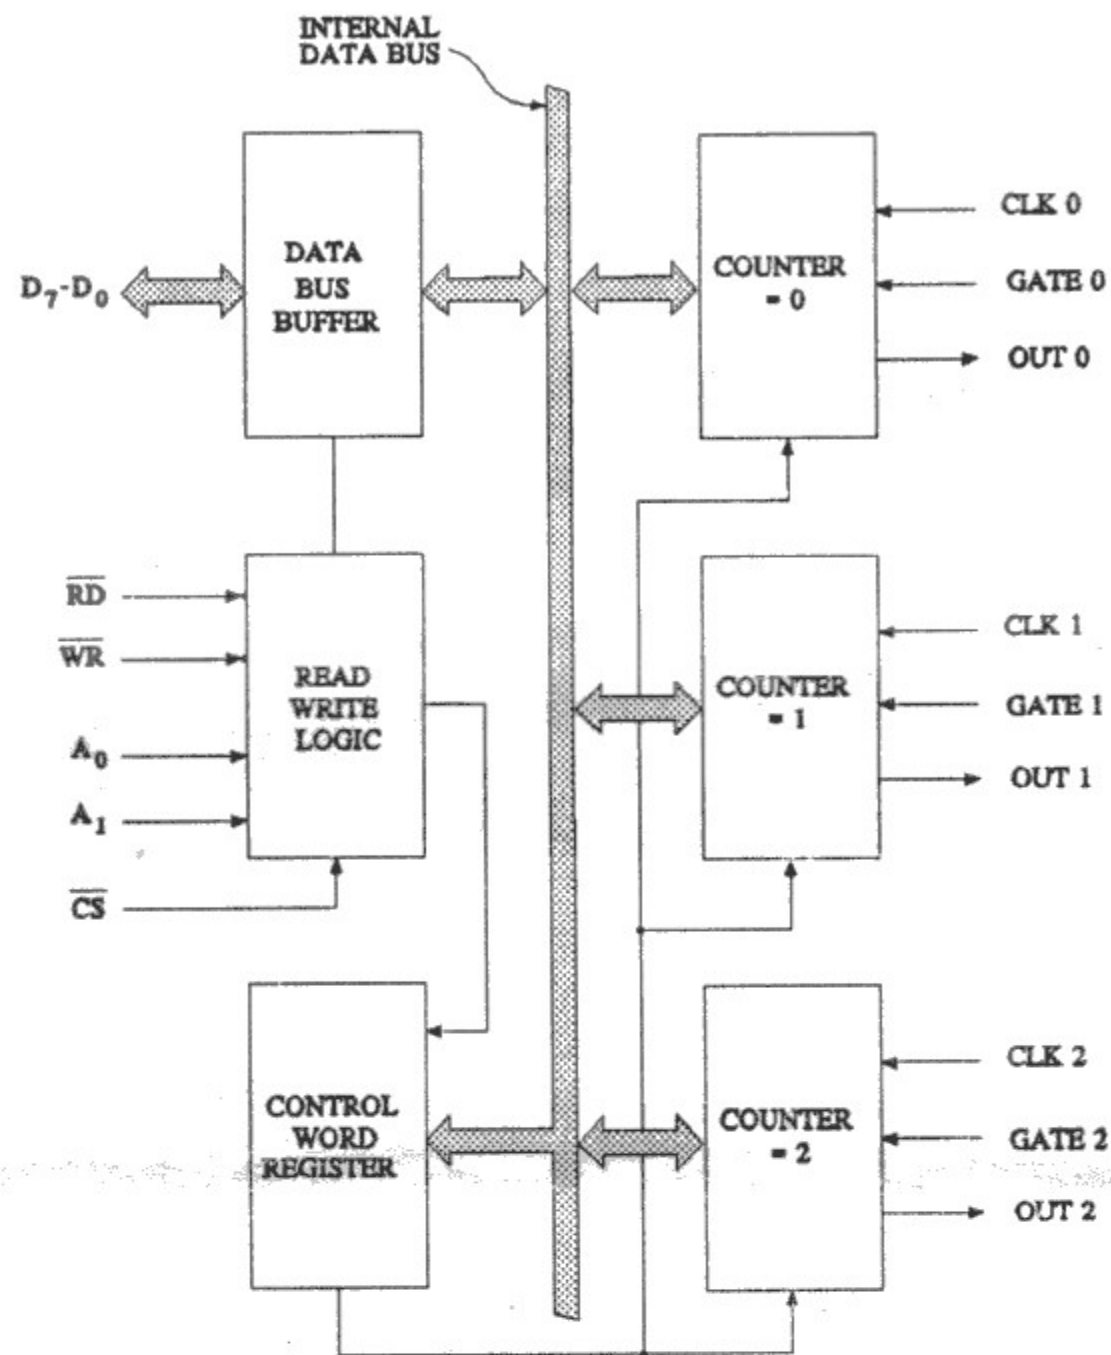 INTERNAL
DATA BUS
D7-D0
DATA
BUS
BUFFER
COUNTER
= 0
CLK 0
GATE 0
OUT 0
RD
WR
A0
A1
CS
READ
WRITE
LOGIC
COUNTER
= 1
CLK 1
GATE 1
OUT 1
CONTROL
WORD
REGISTER
COUNTER
= 2
CLK 2
GATE 2
OUT 2